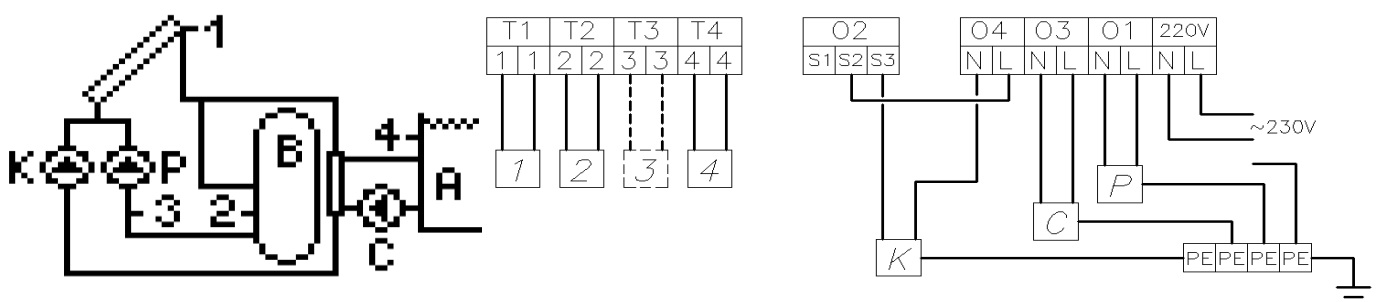 1
K P 3 2 B 4 A C
T1 T2 T3 T4
1 1 2 2 3 3 4 4
1 2 3 4
O2 O4 O3 O1 220V
S1 S2 S3 N L N L N L N L
~230V
P
C
K
PE PE PE PE